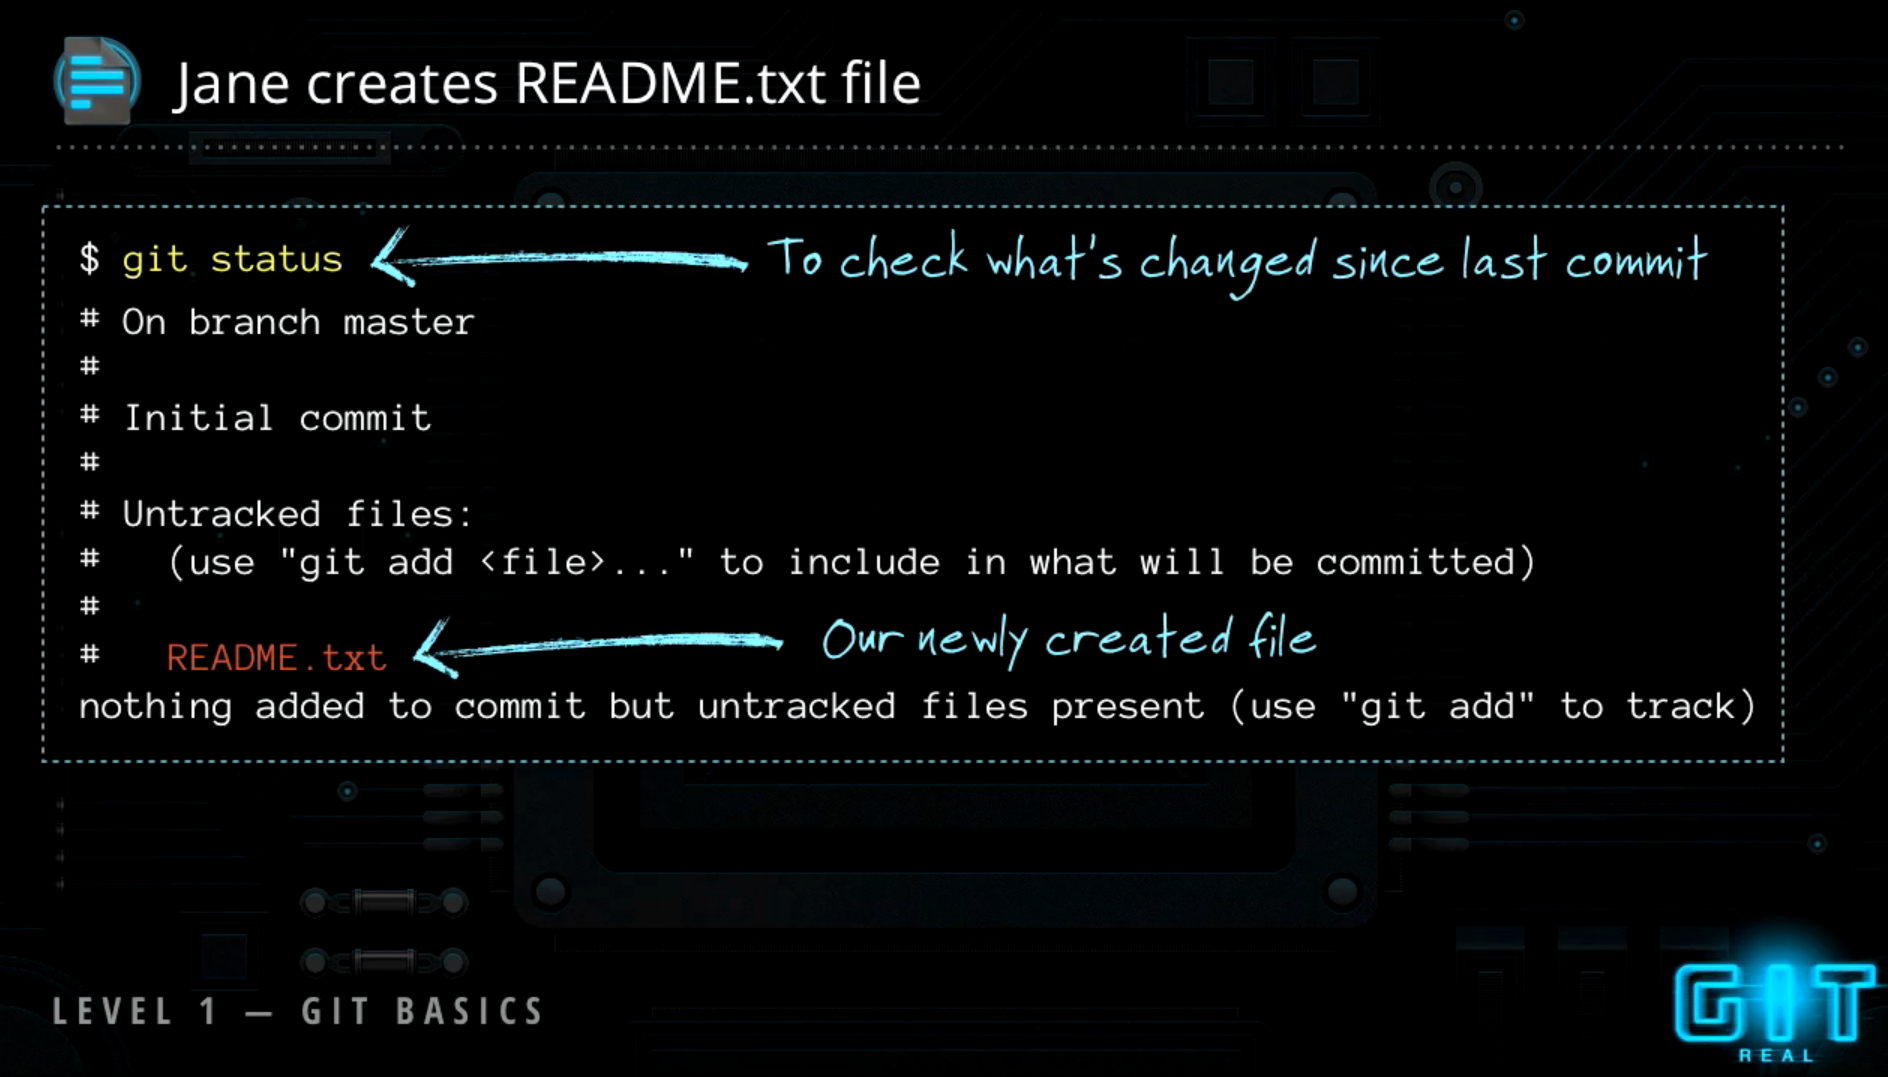 Jane creates README.txt file
$ git status
To check what's changed since last commit
# On branch master
#
# Initial commit
#
# Untracked files:
#   (use "git add <file>..." to include in what will be committed)
#
#   README.txt
Our newly created file
nothing added to commit but untracked files present (use "git add" to track)
LEVEL 1 — GIT BASICS
GIT
REAL